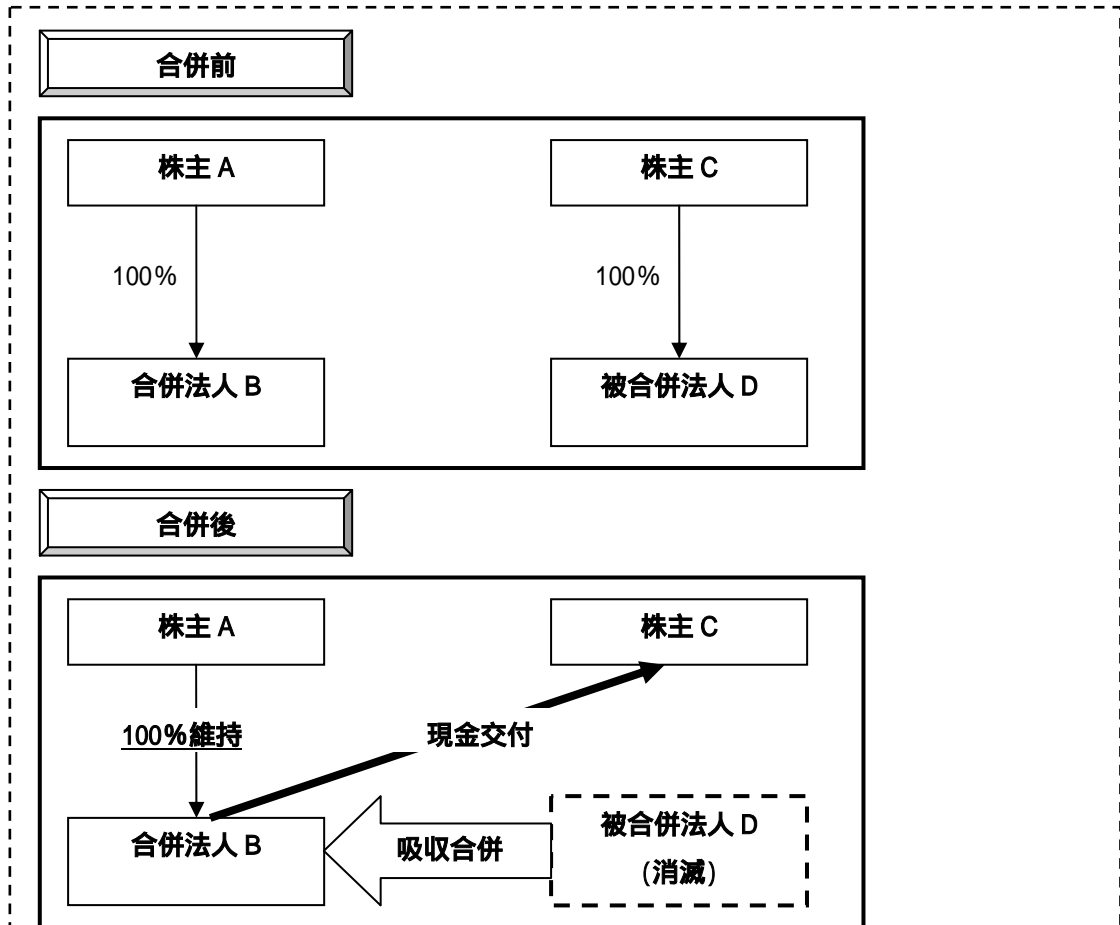 合併前
株主 A
株主 C
100%
100%
合併法人 B
被合併法人 D
合併後
株主 A
株主 C
100%維持
現金交付
合併法人 B
吸収合併
被合併法人 D
(消滅)